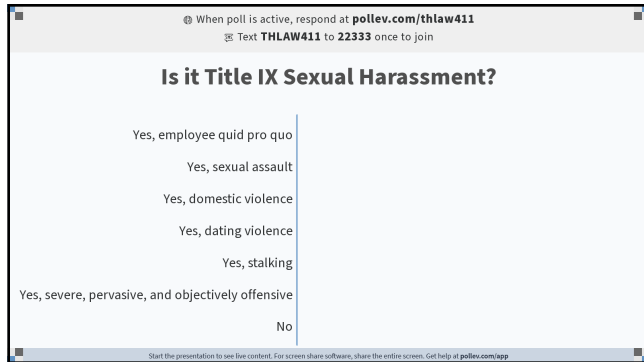 When poll is active, respond at pollev.com/thlaw411
Text THLAW411 to 22333 once to join
Is it Title IX Sexual Harassment?
Yes, employee quid pro quo
Yes, sexual assault
Yes, domestic violence
Yes, dating violence
Yes, stalking
Yes, severe, pervasive, and objectively offensive
No
Start the presentation to see live content. For screen share software, share the entire screen. Get help at pollev.com/app